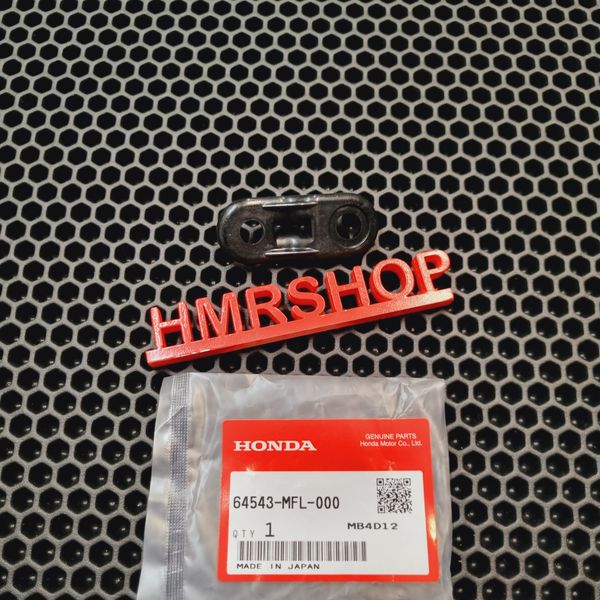 HMRSHOP
HONDA
GENUINE PARTS
Honda Motor Co., Ltd.
64543-MFL-000
QTY 1
MB4D12
MADE IN JAPAN